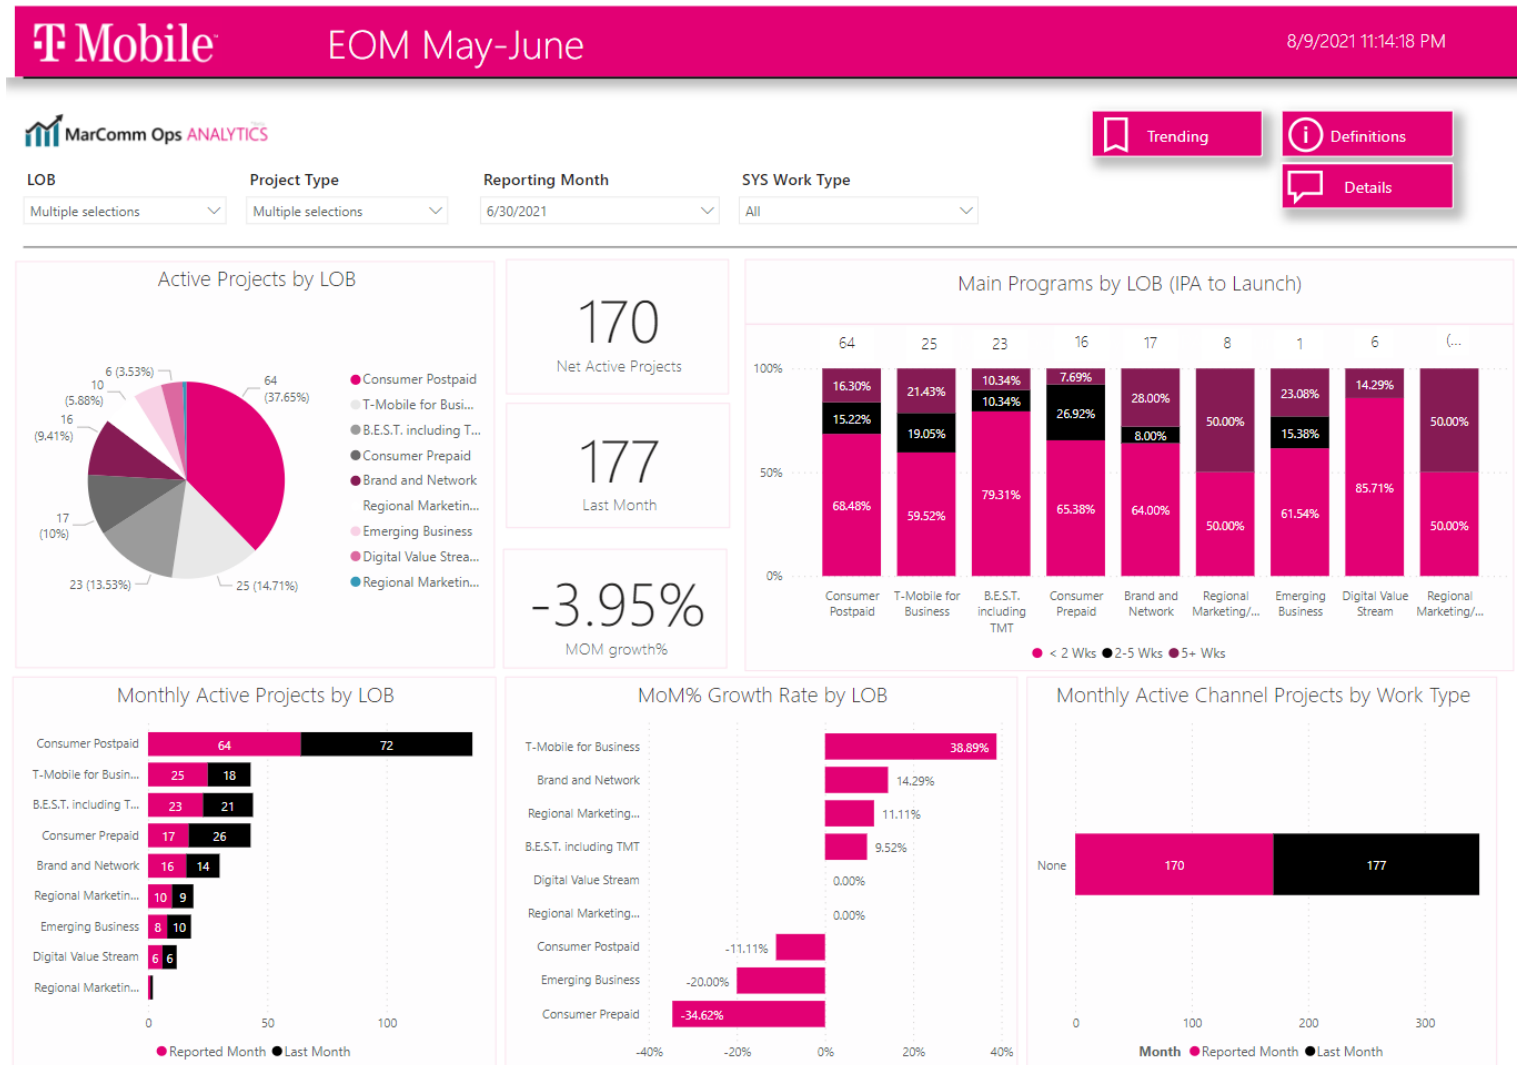 T Mobile
EOM May-June
8/9/2021 11:14:18 PM
MarComm Ops ANALYTICS
Trending
Definitions
Details
LOB
Project Type
Reporting Month
SYS Work Type
Multiple selections
Multiple selections
6/30/2021
All
Active Projects by LOB
6 (3.53%)
10
(5.88%)
16
(9.41%)
17
(10%)
23 (13.53%)
25 (14.71%)
64
(37.65%)
Consumer Postpaid
T-Mobile for Busi...
B.E.S.T. including T...
Consumer Prepaid
Brand and Network
Regional Marketin...
Emerging Business
Digital Value Strea...
Regional Marketin...
170
Net Active Projects
177
Last Month
-3.95%
MOM growth%
Main Programs by LOB (IPA to Launch)
64 25 23 16 17 8 1 6 (...
100%
50%
0%
16.30%
15.22%
68.48%
21.43%
19.05%
59.52%
10.34%
10.34%
79.31%
7.69%
26.92%
65.38%
28.00%
8.00%
64.00%
50.00%
50.00%
23.08%
15.38%
61.54%
14.29%
85.71%
50.00%
50.00%
Consumer
Postpaid
T-Mobile for
Business
B.E.S.T.
including
TMT
Consumer
Prepaid
Brand and
Network
Regional
Marketing/...
Emerging
Business
Digital Value
Stream
Regional
Marketing/...
< 2 Wks 2-5 Wks 5+ Wks
Monthly Active Projects by LOB
Consumer Postpaid 64 72
T-Mobile for Busin... 25 18
B.E.S.T. including T... 23 21
Consumer Prepaid 17 26
Brand and Network 16 14
Regional Marketin... 10 9
Emerging Business 8 10
Digital Value Stream 6 6
Regional Marketin...
0 50 100
Reported Month Last Month
MoM% Growth Rate by LOB
T-Mobile for Business 38.89%
Brand and Network 14.29%
Regional Marketing... 11.11%
B.E.S.T. including TMT 9.52%
Digital Value Stream 0.00%
Regional Marketing... 0.00%
Consumer Postpaid -11.11%
Emerging Business -20.00%
Consumer Prepaid -34.62%
-40% -20% 0% 20% 40%
Monthly Active Channel Projects by Work Type
None 170 177
0 100 200 300
Month Reported Month Last Month